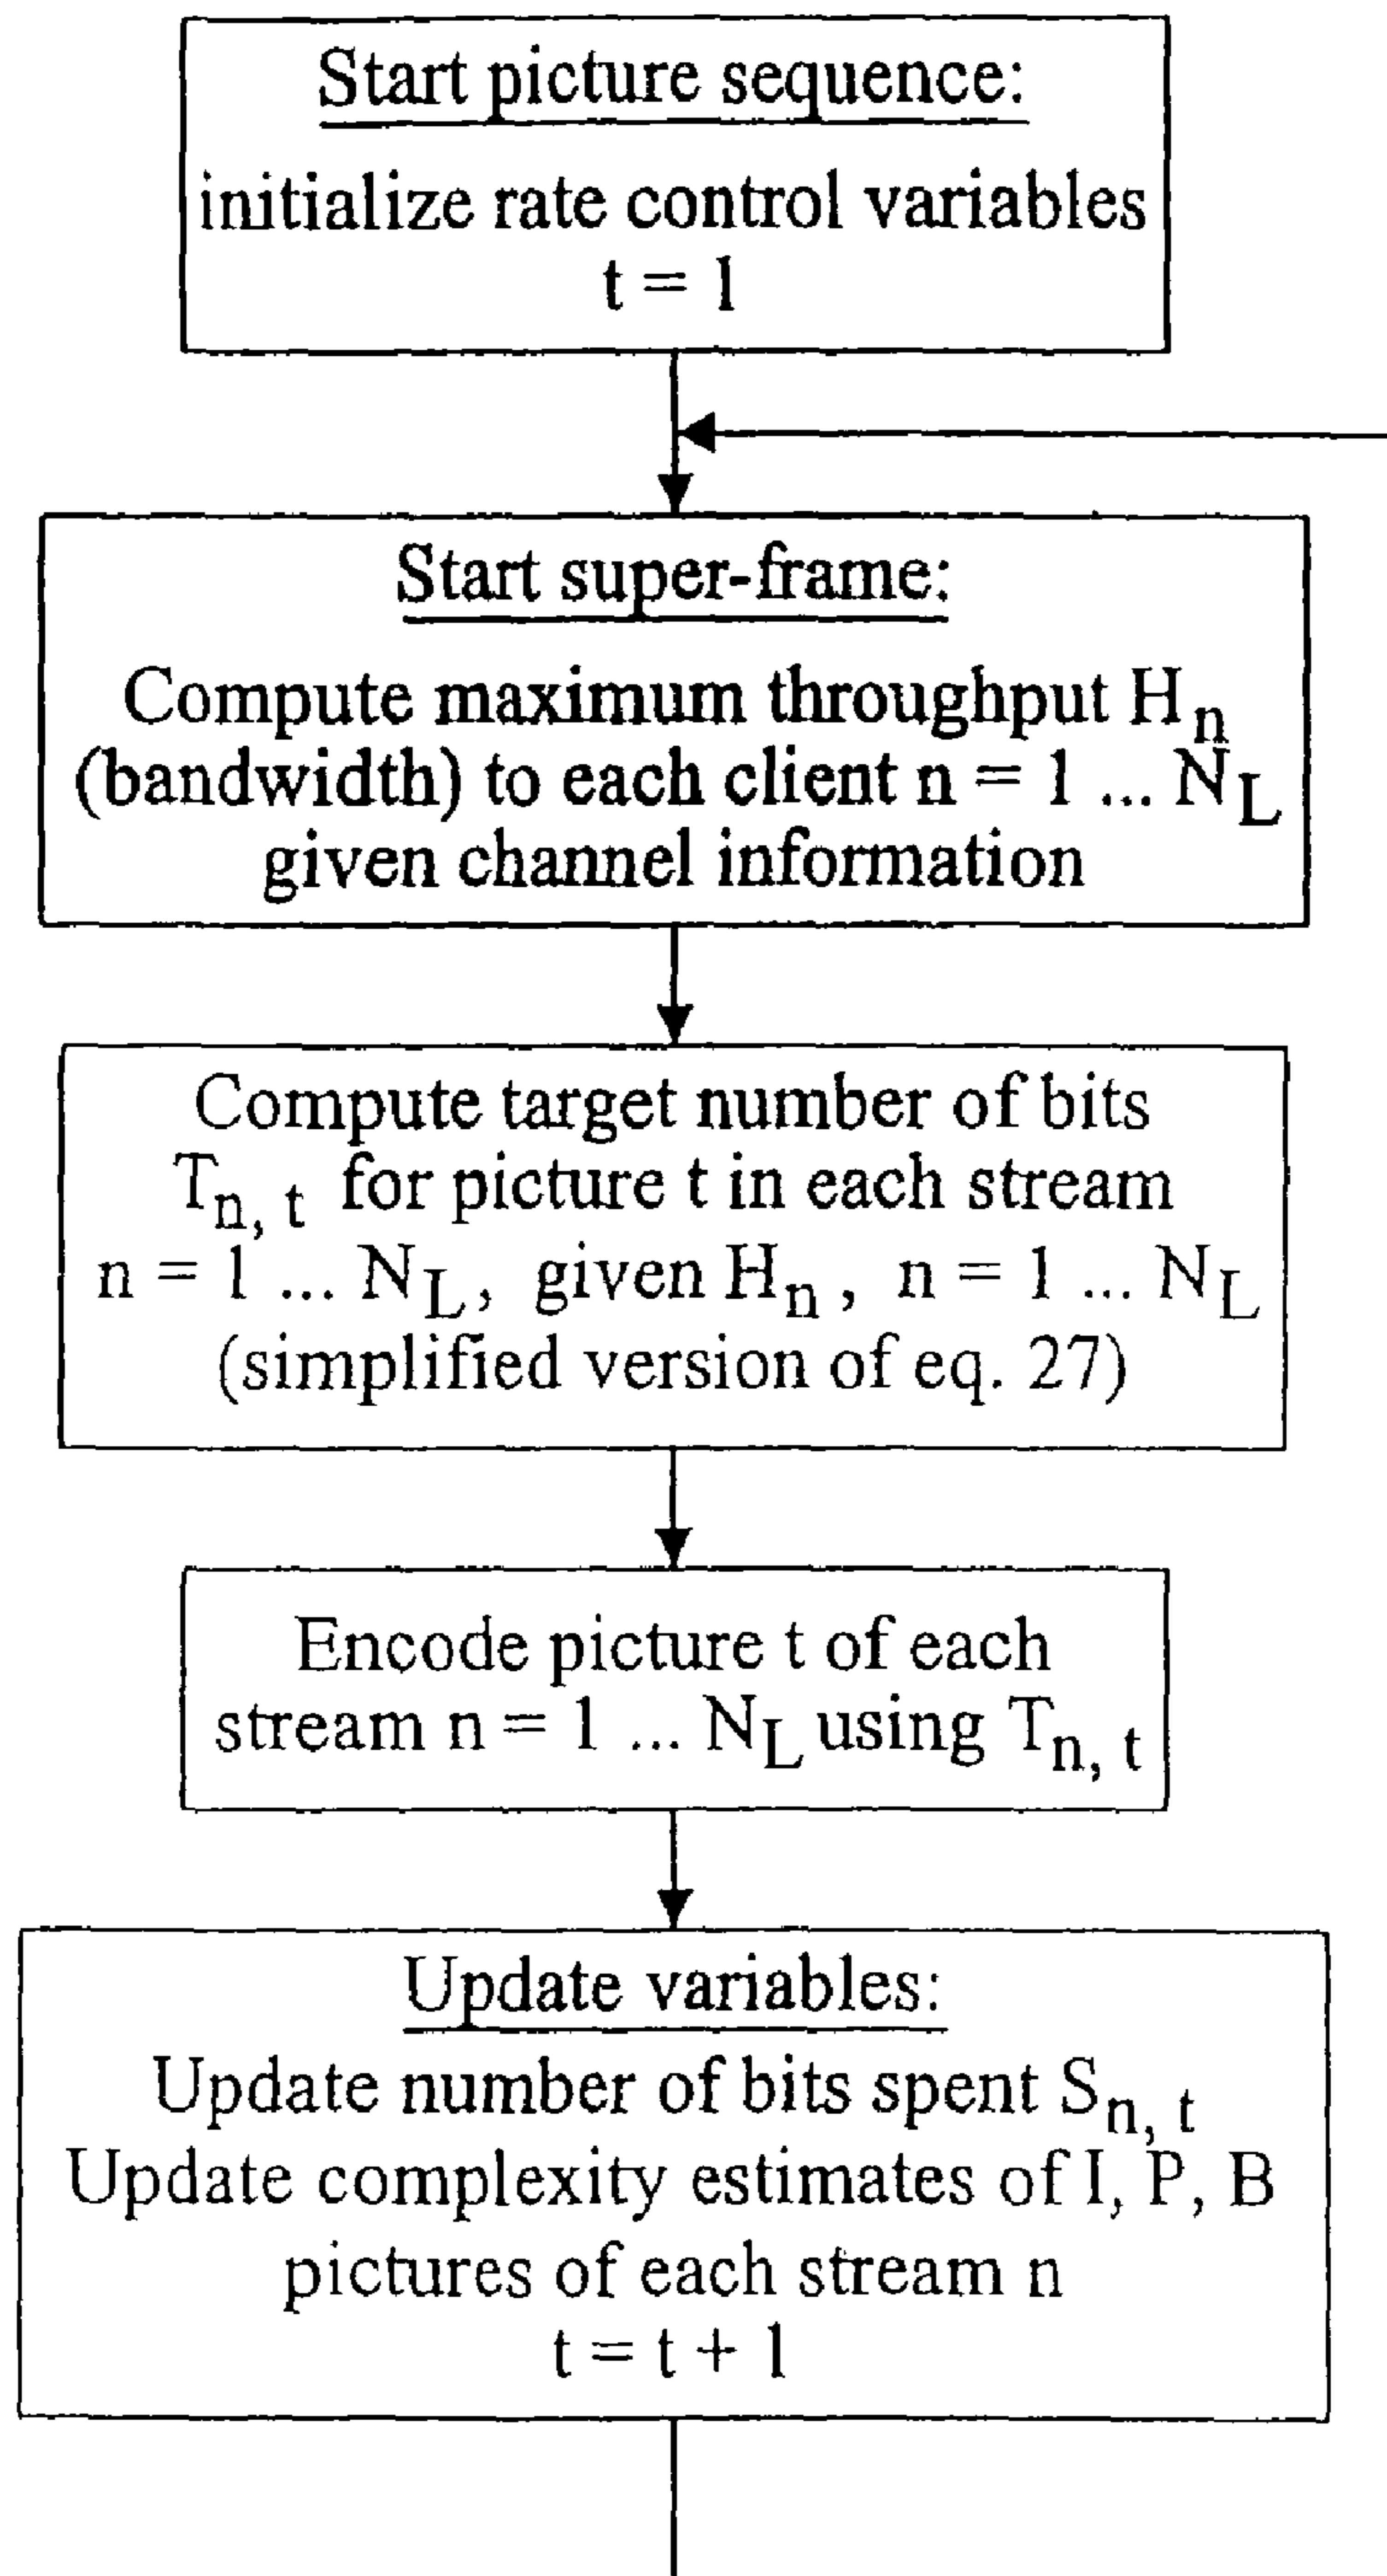 Start picture sequence:
initialize rate control variables
t = 1
Start super-frame:
Compute maximum throughput Hn
(bandwidth) to each client n = 1 ... NL
given channel information
Compute target number of bits
Tn, t for picture t in each stream
n = 1 ... NL, given Hn , n = 1 ... NL
(simplified version of eq. 27)
Encode picture t of each
stream n = 1 ... NL using Tn, t
Update variables:
Update number of bits spent Sn, t
Update complexity estimates of I, P, B
pictures of each stream n
t = t + 1